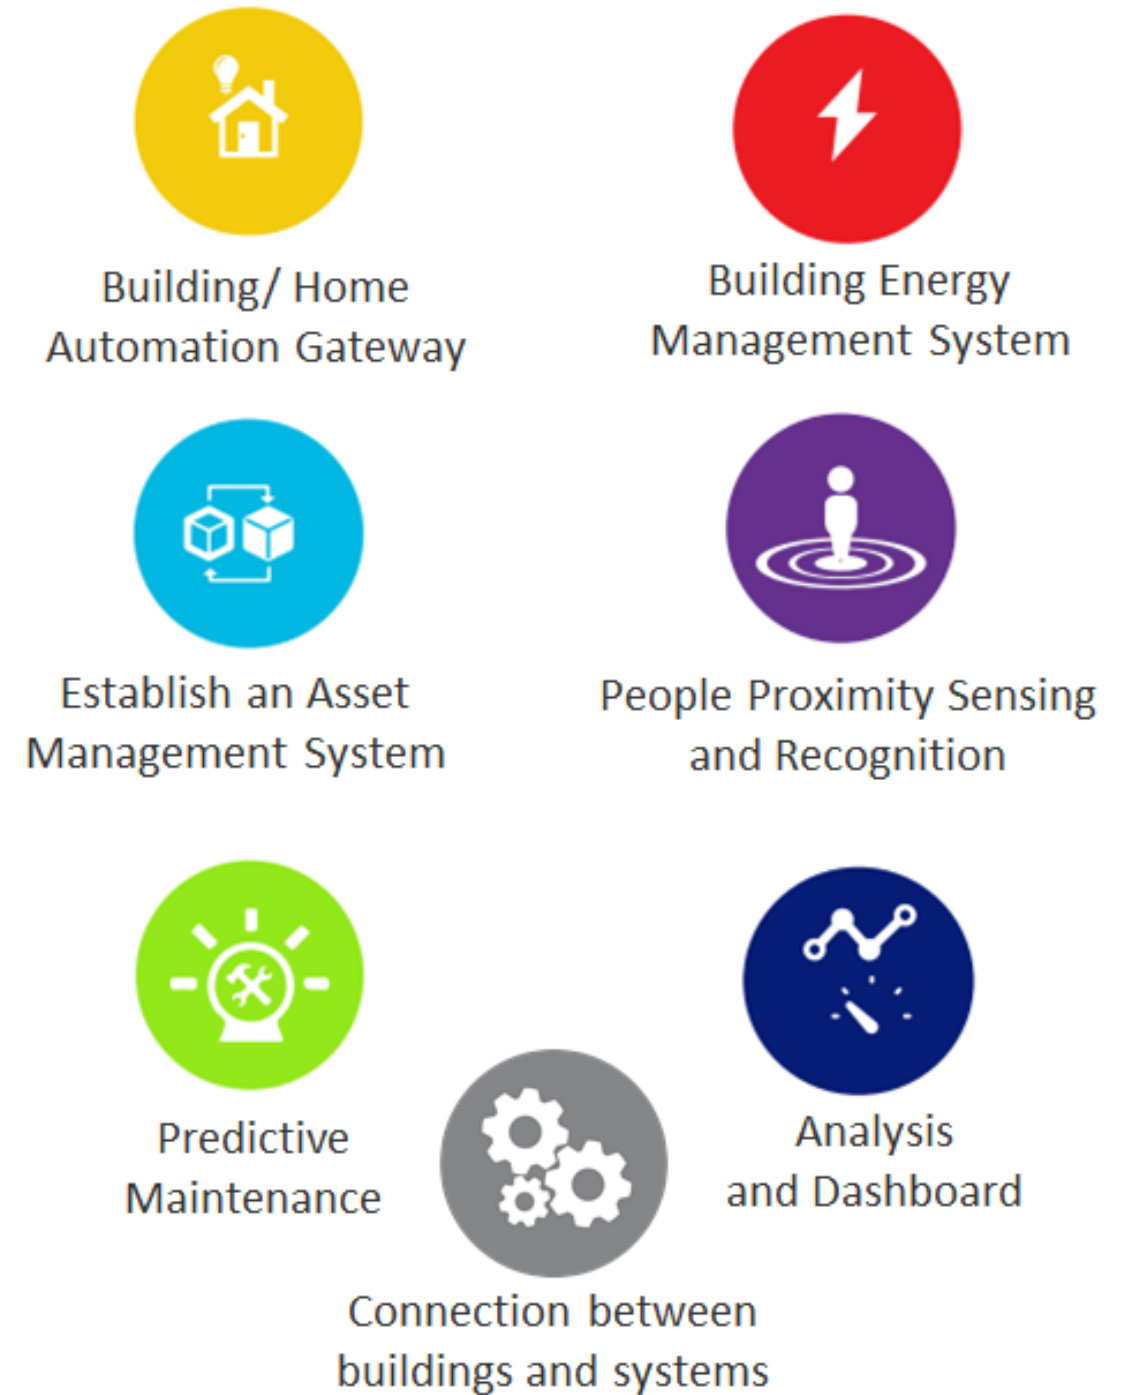 Building/ Home
Automation Gateway
Building Energy
Management System
Establish an Asset
Management System
People Proximity Sensing
and Recognition
Predictive
Maintenance
Analysis
and Dashboard
Connection between
buildings and systems